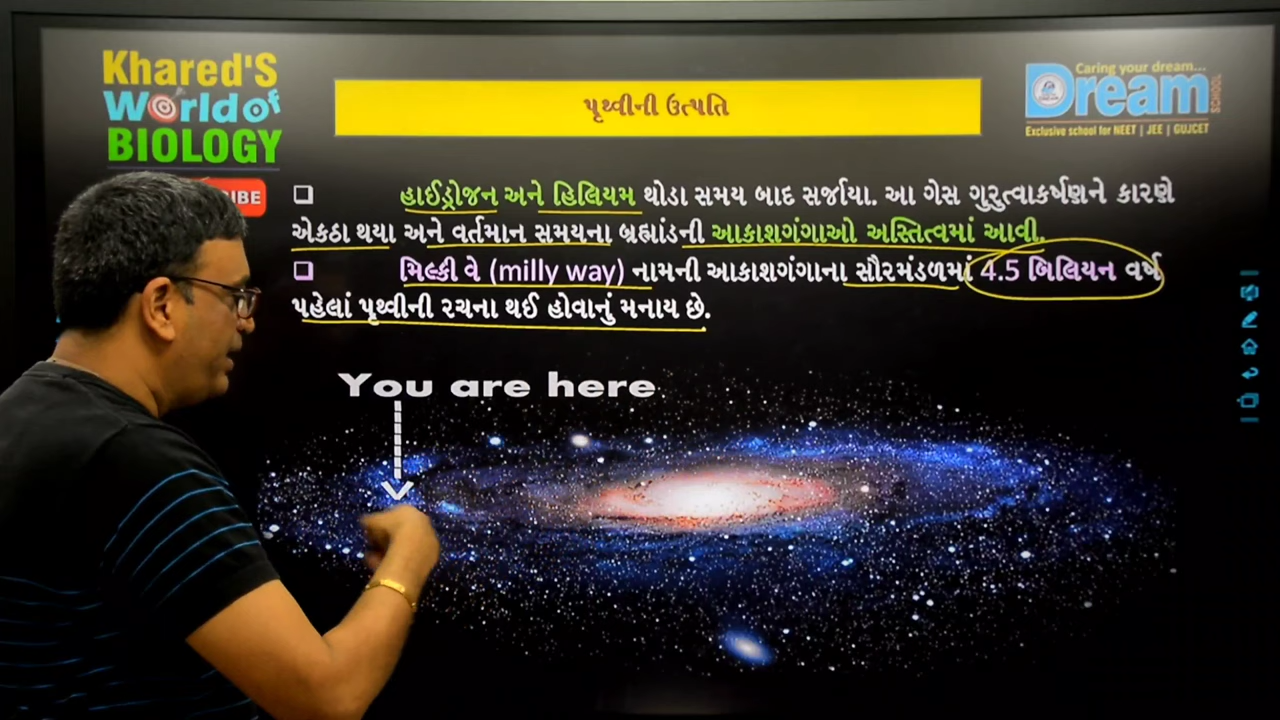 Khared'S
World of
BIOLOGY
Caring your dream...
Dream
SCHOOL
Exclusive school for NEET | JEE | GUJCET
પૃથ્વીની ઉત્પતિ
IBE
હાઈડ્રોજન અને હિલિયમ થોડા સમય બાદ સર્જાયા. આ ગેસ ગુરુત્વાકર્ષણને કારણે
એકઠા થયા અને વર્તમાન સમયના બ્રહ્માંડની આકાશગંગાઓ અસ્તિત્વમાં આવી.
મિલ્કી વે (milly way) નામની આકાશગંગાના સૌરમંડળમાં 4.5 બિલિયન વર્ષ
પહેલાં પૃથ્વીની રચના થઈ હોવાનું મનાય છે.
You are here